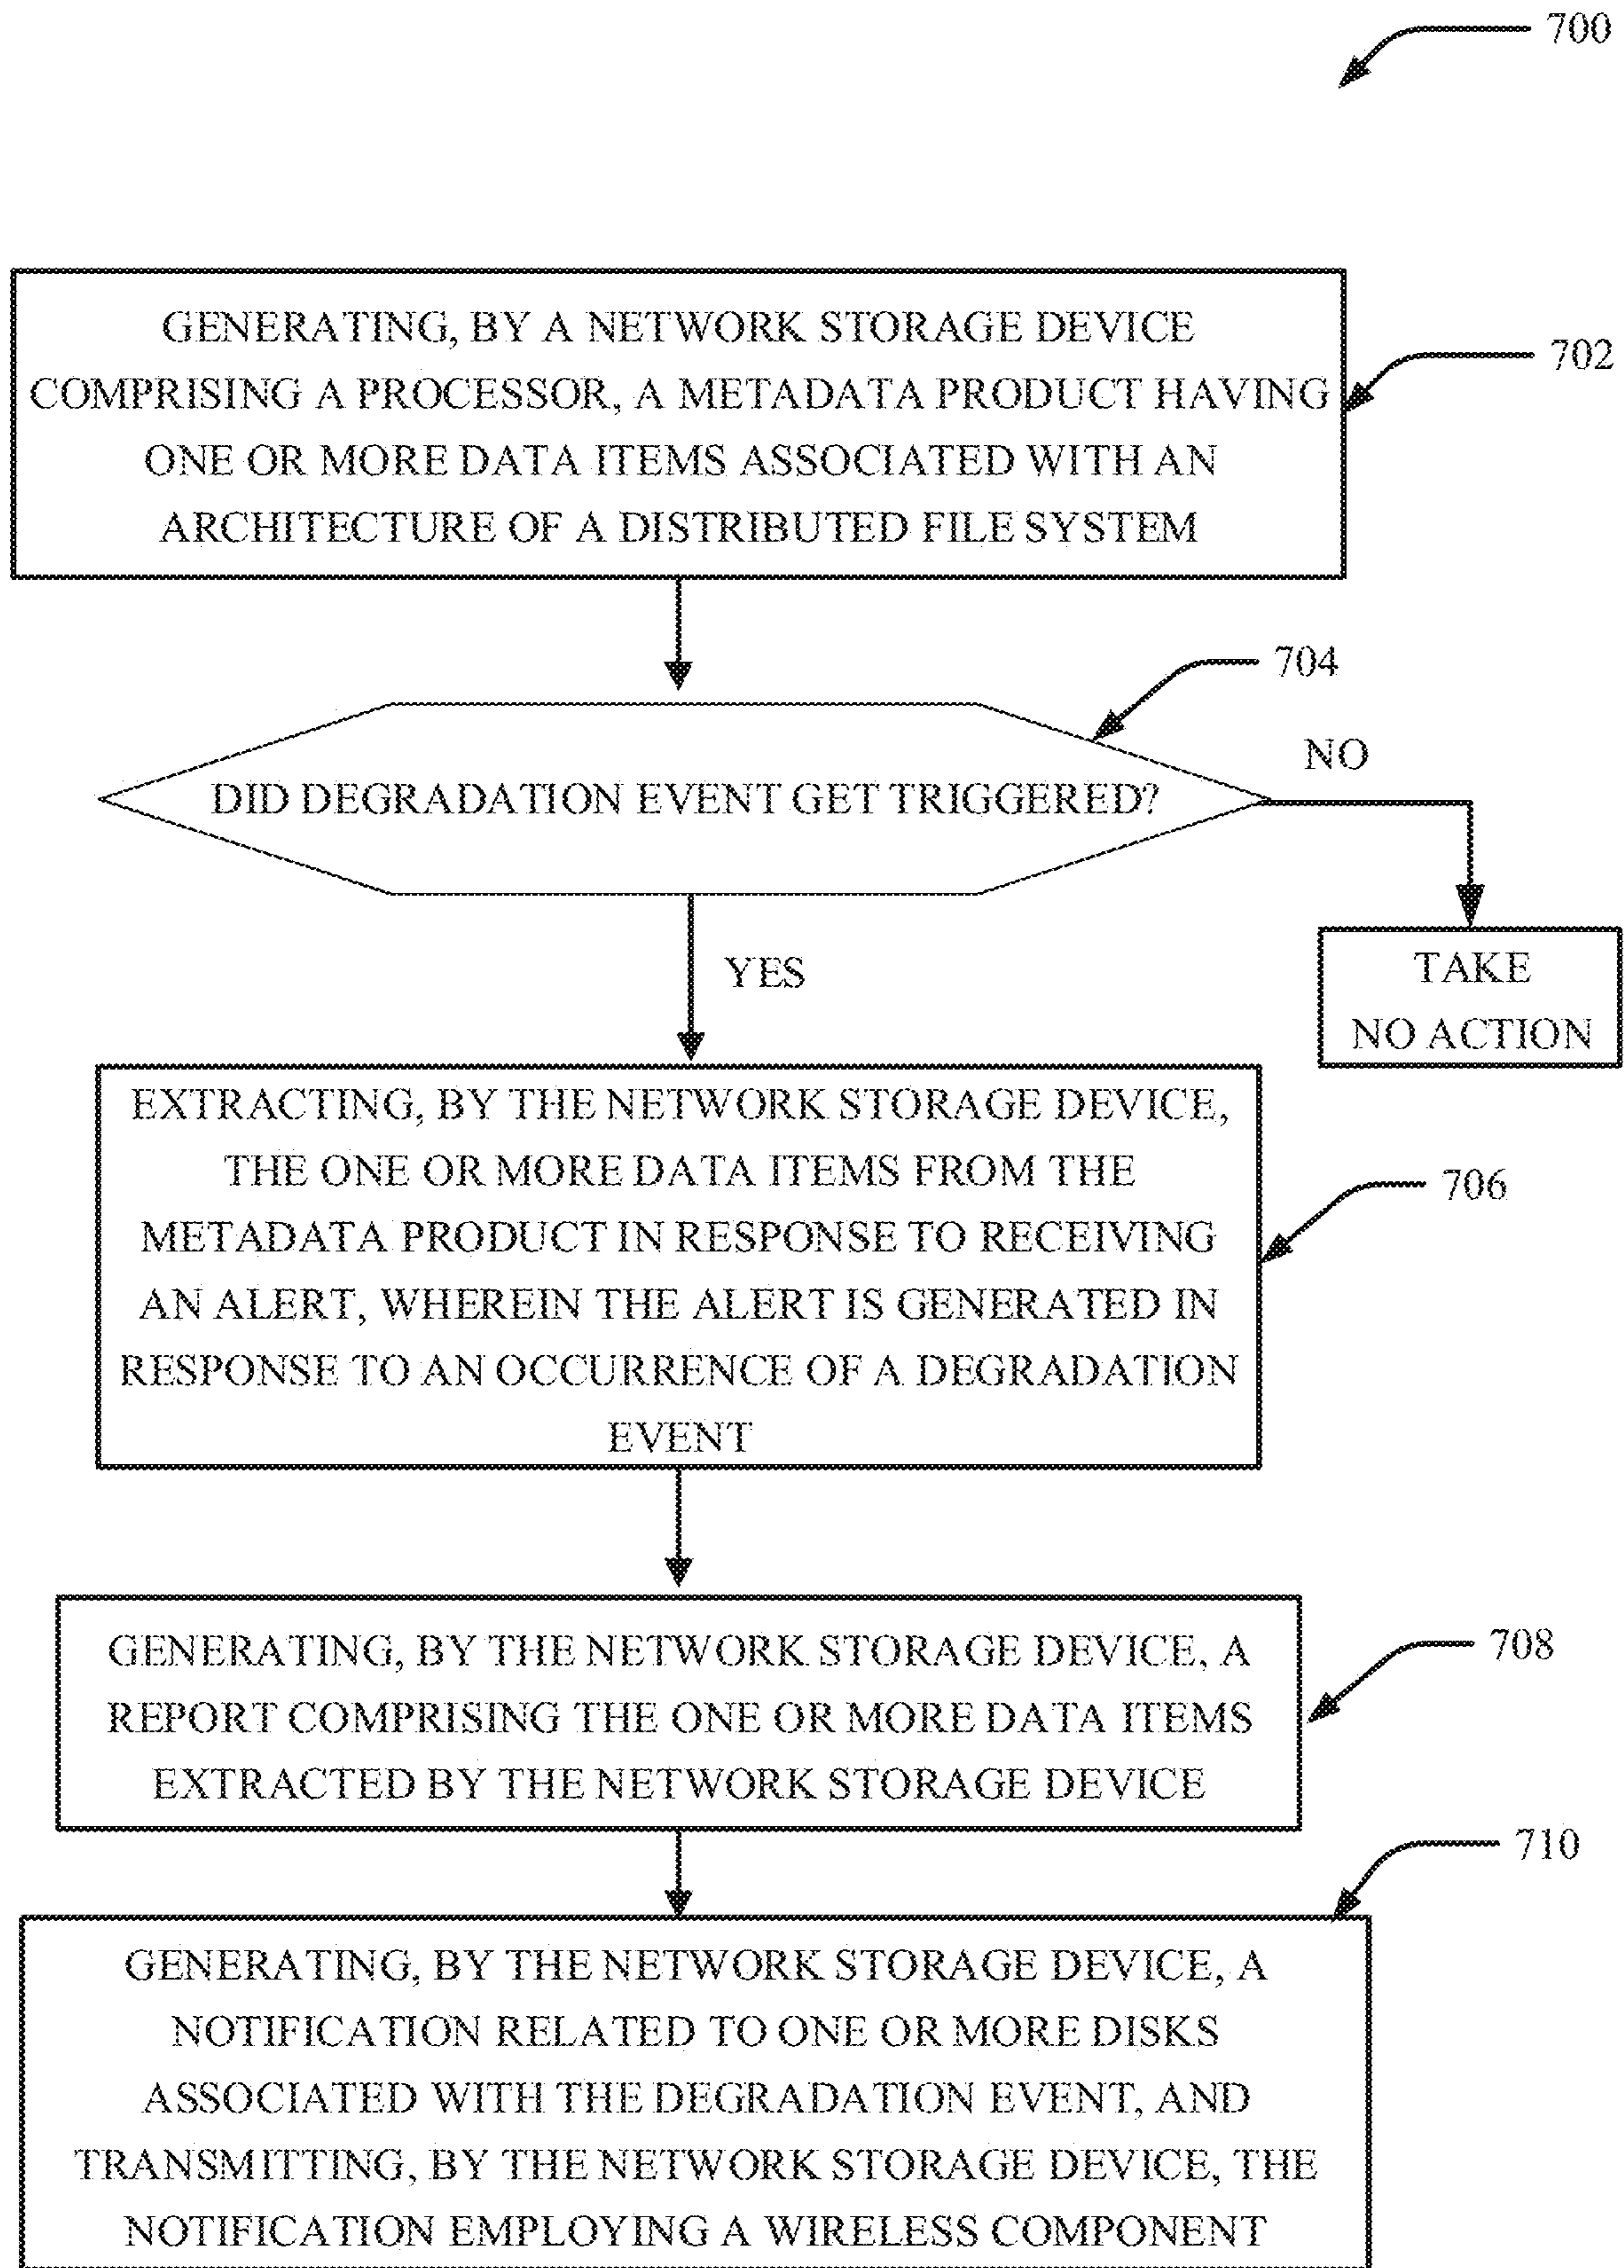 700
GENERATING, BY A NETWORK STORAGE DEVICE
COMPRISING A PROCESSOR, A METADATA PRODUCT HAVING
ONE OR MORE DATA ITEMS ASSOCIATED WITH AN
ARCHITECTURE OF A DISTRIBUTED FILE SYSTEM
702
704
DID DEGRADATION EVENT GET TRIGGERED?
NO
YES
TAKE
NO ACTION
EXTRACTING, BY THE NETWORK STORAGE DEVICE,
THE ONE OR MORE DATA ITEMS FROM THE
METADATA PRODUCT IN RESPONSE TO RECEIVING
AN ALERT, WHEREIN THE ALERT IS GENERATED IN
RESPONSE TO AN OCCURRENCE OF A DEGRADATION
EVENT
706
GENERATING, BY THE NETWORK STORAGE DEVICE, A
REPORT COMPRISING THE ONE OR MORE DATA ITEMS
EXTRACTED BY THE NETWORK STORAGE DEVICE
708
710
GENERATING, BY THE NETWORK STORAGE DEVICE, A
NOTIFICATION RELATED TO ONE OR MORE DISKS
ASSOCIATED WITH THE DEGRADATION EVENT, AND
TRANSMITTING, BY THE NETWORK STORAGE DEVICE, THE
NOTIFICATION EMPLOYING A WIRELESS COMPONENT